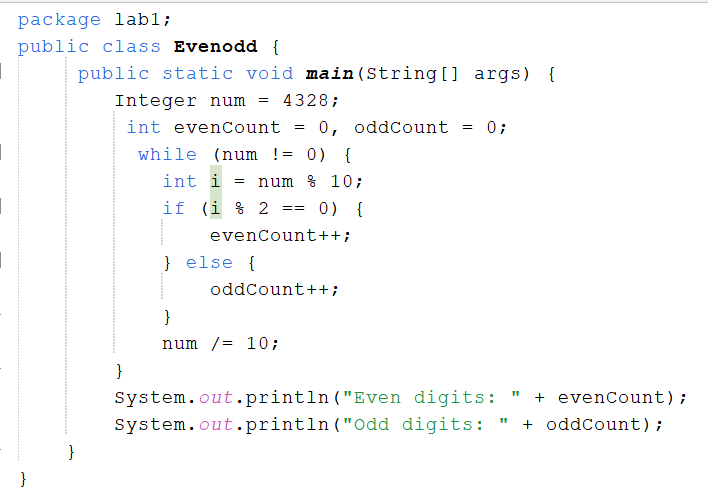 package lab1;
public class Evenodd {
public static void main(String[] args) {
Integer num = 4328;
int evenCount = 0, oddCount = 0;
while (num != 0) {
int i = num % 10;
if (i % 2 == 0) {
evenCount++;
} else {
oddCount++;
}
num /= 10;
}
System.out.println("Even digits: " + evenCount);
System.out.println("Odd digits: " + oddCount);
}
}